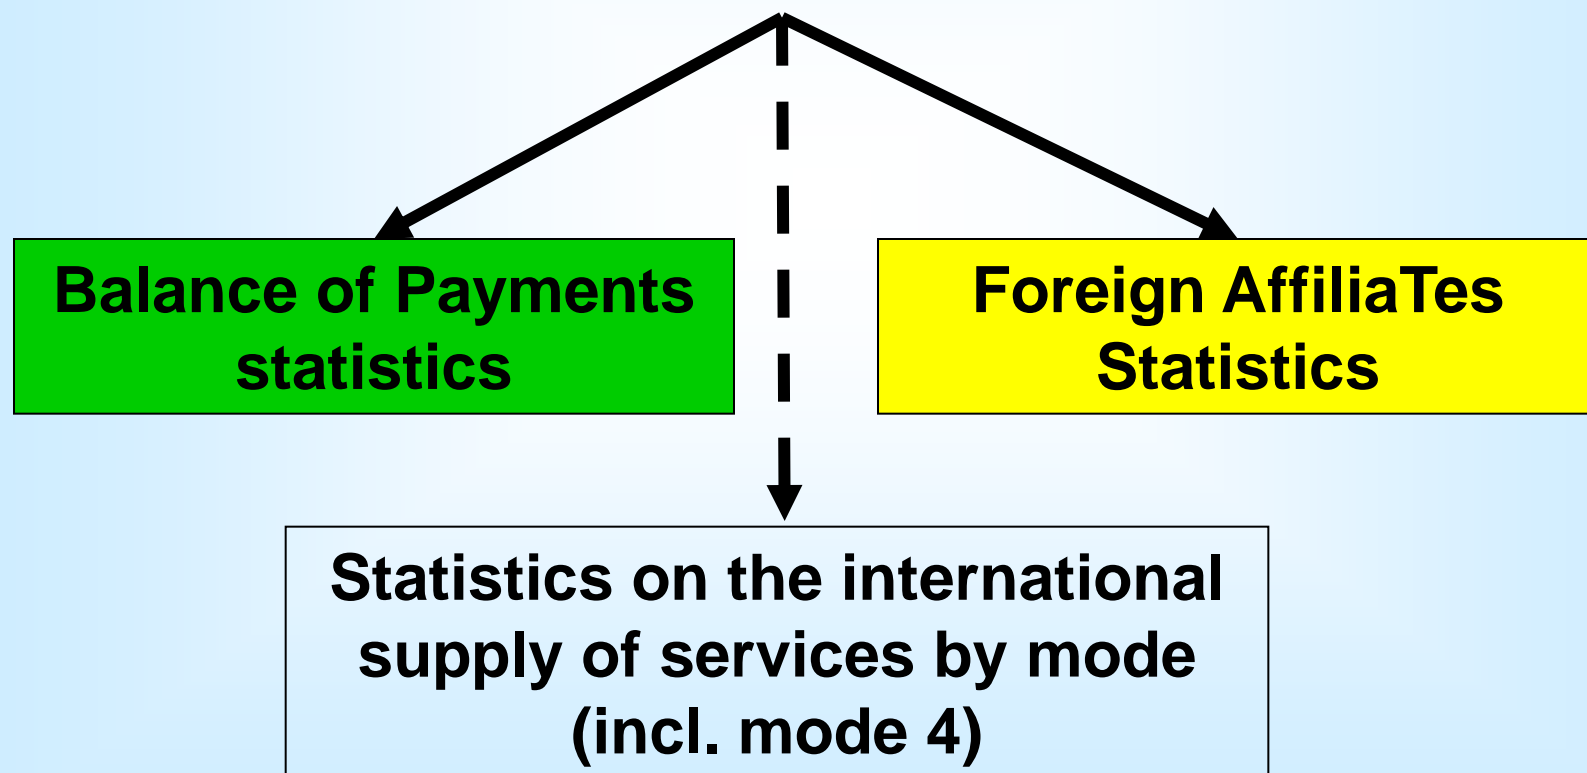 Balance of Payments
statistics
Foreign AffiliaTes
Statistics
Statistics on the international
supply of services by mode
(incl. mode 4)